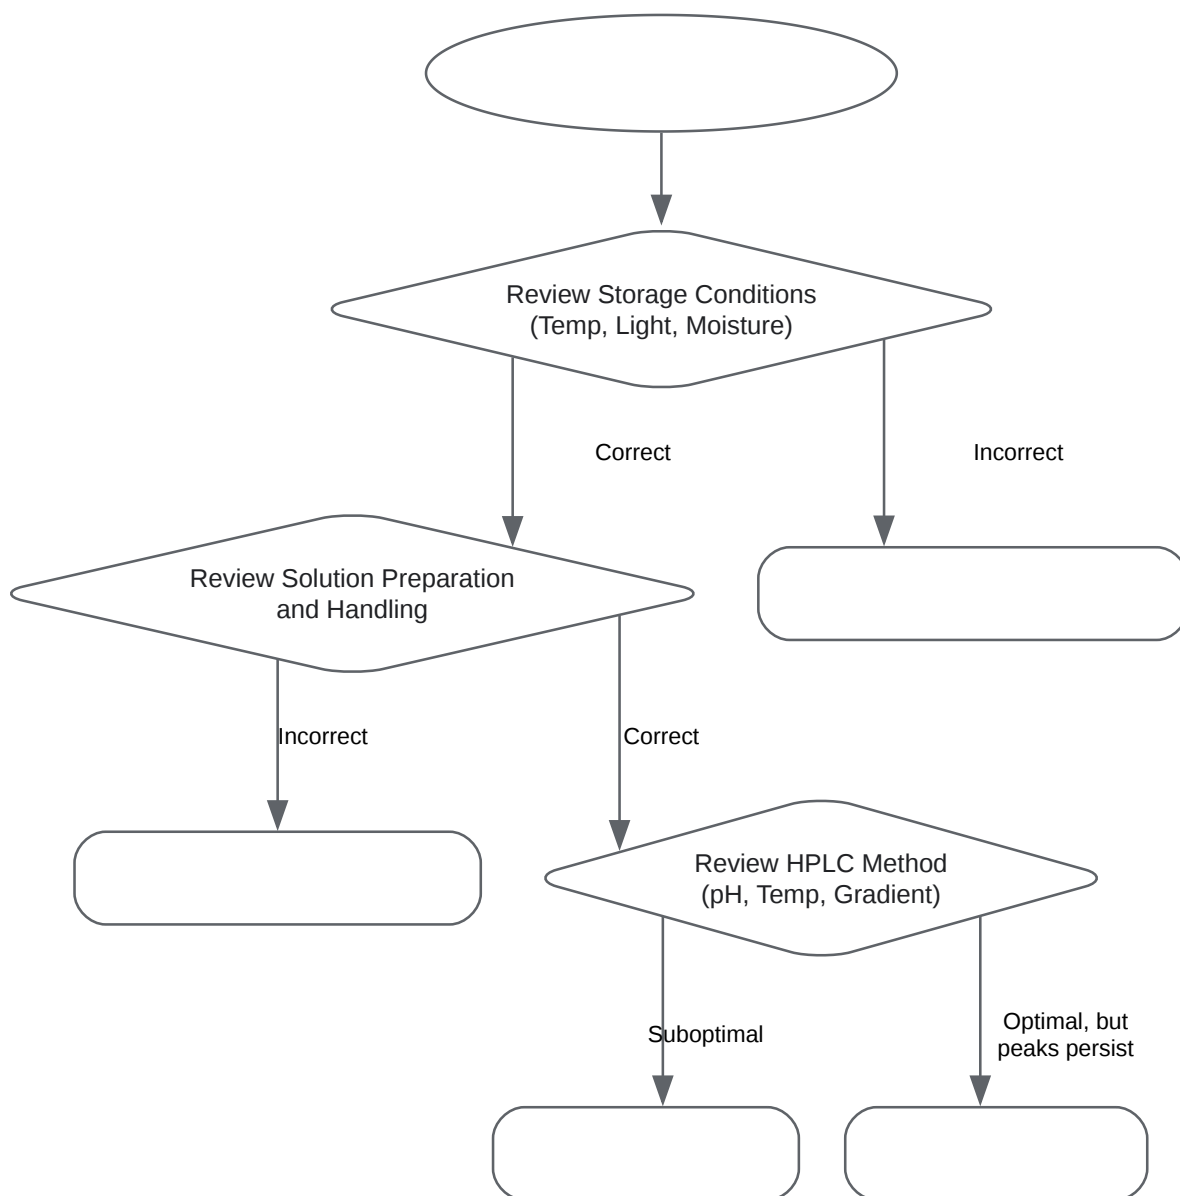 Review Storage Conditions
(Temp, Light, Moisture)
Correct
Incorrect
Review Solution Preparation
and Handling
Incorrect
Correct
Review HPLC Method
(pH, Temp, Gradient)
Suboptimal
Optimal, but
peaks persist